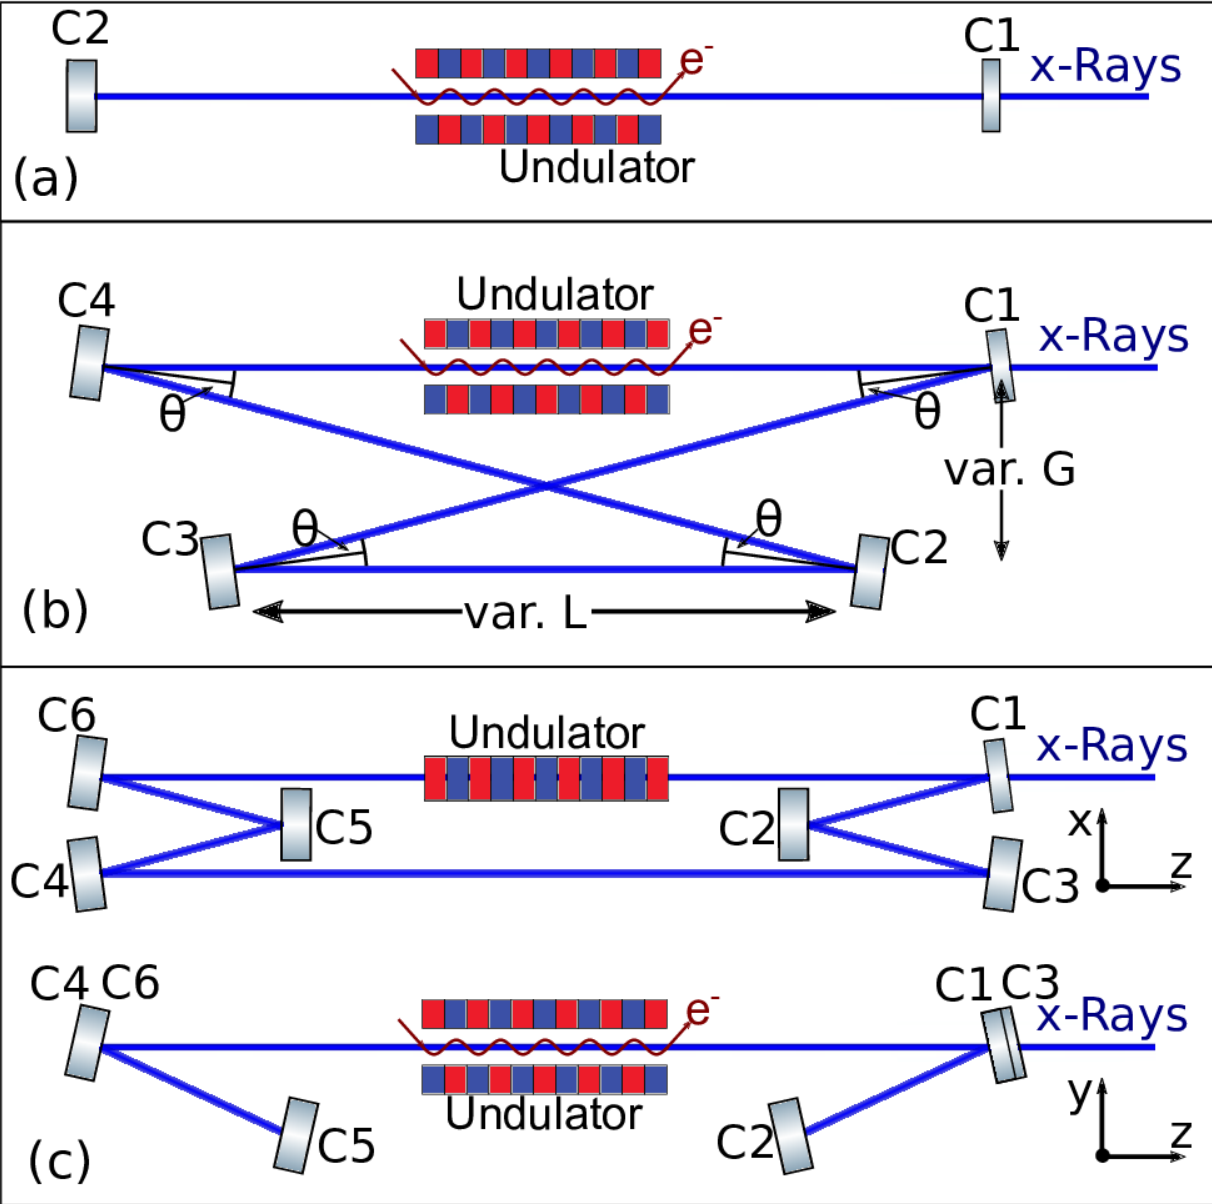 C2
C1
e-
x-Rays
Undulator
(a)
Undulator
C4
C1
e-
x-Rays
θ
θ
var. G
C3
θ
θ
C2
var. L
(b)
C6
Undulator
C1
x-Rays
C5
C2
x
z
C4
C3
C4 C6
C1 C3
e-
x-Rays
Undulator
y
C5
C2
z
(c)